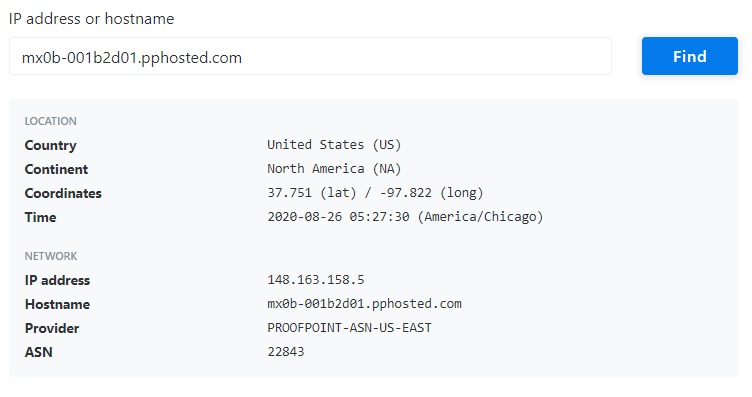 IP address or hostname
mx0b-001b2d01.pphosted.com Find
LOCATION
Country United States (US)
Continent North America (NA)
Coordinates 37.751 (lat) / -97.822 (long)
Time 2020-08-26 05:27:30 (America/Chicago)
NETWORK
IP address 148.163.158.5
Hostname mx0b-001b2d01.pphosted.com
Provider PROOFPOINT-ASN-US-EAST
ASN 22843